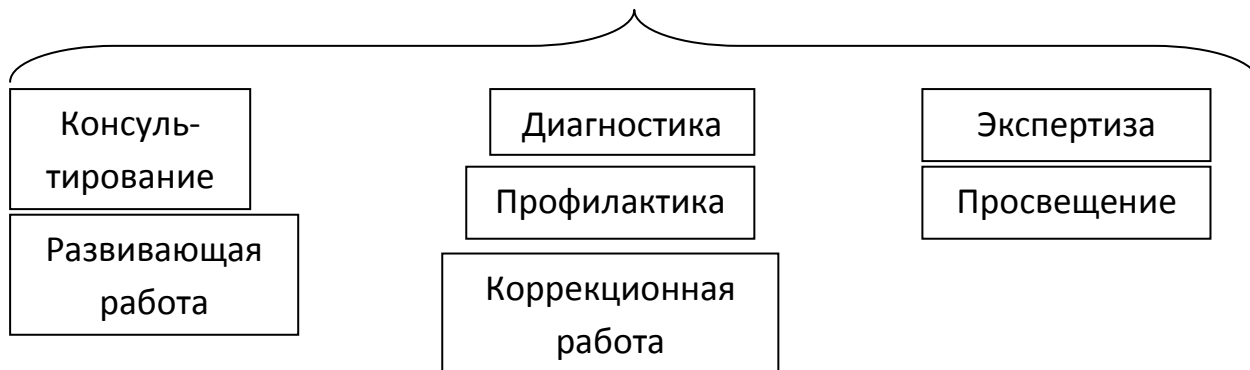 Консуль-
тирование
Развивающая
работа
Диагностика
Профилактика
Коррекционная
работа
Экспертиза
Просвещение